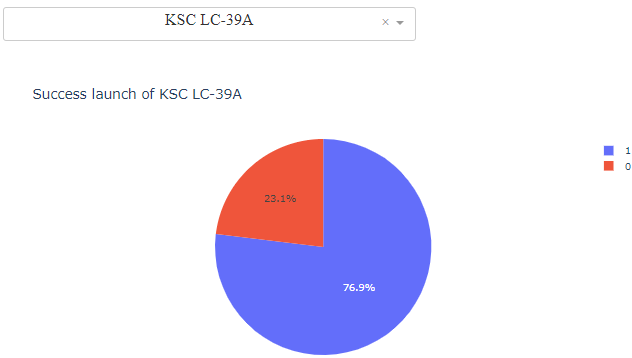 KSC LC-39A ×
Success launch of KSC LC-39A
1
0
23.1%
76.9%